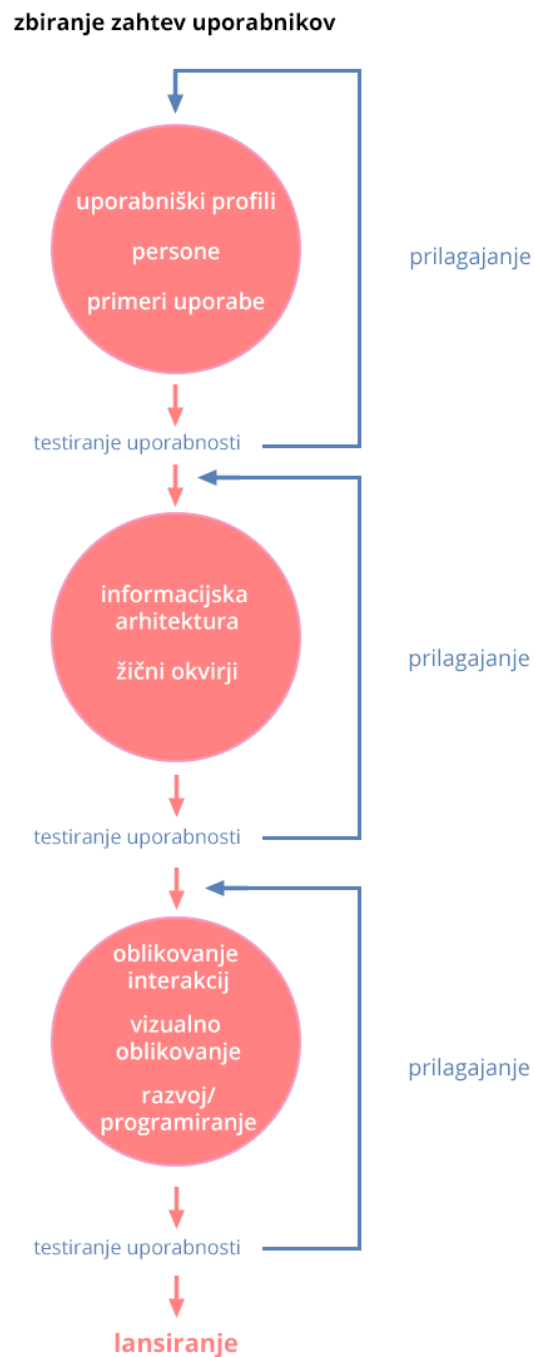 zbiranje zahtev uporabnikov
uporabniški profili
persone
primeri uporabe
prilagajanje
testiranje uporabnosti
informacijska
arhitektura
žični okvirji
prilagajanje
testiranje uporabnosti
oblikovanje
interakcij
vizualno
oblikovanje
razvoj/
programiranje
prilagajanje
testiranje uporabnosti
lansiranje